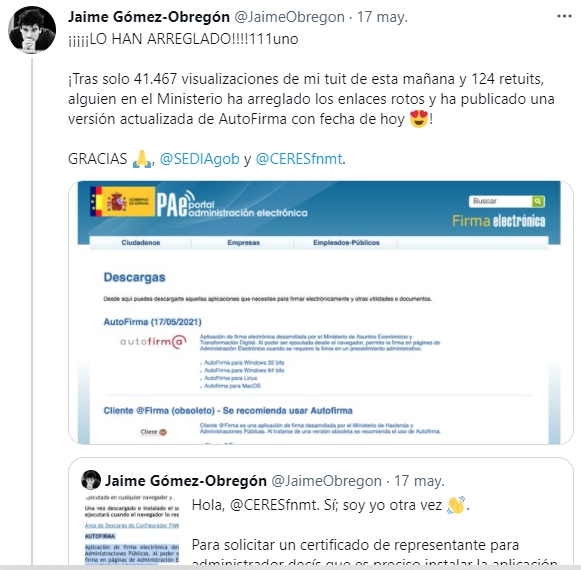 Jaime Gómez-Obregón @JaimeObregon · 17 may.
¡¡¡¡¡LO HAN ARREGLADO!!!!111uno
¡Tras solo 41.467 visualizaciones de mi tuit de esta mañana y 124 retuits,
alguien en el Ministerio ha arreglado los enlaces rotos y ha publicado una
versión actualizada de AutoFirma con fecha de hoy 😍!
GRACIAS 🙏, @SEDIAgob y @CERESfnmt.
GOBIERNO DE ESPAÑA
PAe portal administración electrónica
Buscar
Firma electrónica
Ciudadanos Empresas Empleados-Públicos
Descargas
Desde aquí puedes descargarte aquellas aplicaciones que necesites para firmar electrónicamente y otras utilidades o documentos.
AutoFirma (17/05/2021)
autofirm@
Aplicación de firma electrónica desarrollada por el Ministerio de Asuntos Económicos y
Transformación Digital. Al poder ser ejecutada desde el navegador, permite la firma en páginas de
Administración Electrónica cuando se requiere la firma en un procedimiento administrativo.
AutoFirma para Windows 32 bits
AutoFirma para Windows 64 bits
AutoFirma para Linux
Autofirma para MacOS
Cliente @Firma (obsoleto) - Se recomienda usar Autofirma
Client @
Cliente @Firma es una aplicación de firma desarrollada por el Ministerio de Hacienda y
Administraciones Públicas. Al tratarse de una versión obsoleta se recomienda el uso de Autofirma.
Jaime Gómez-Obregón @JaimeObregon · 17 may.
ejecutada en cualquier navegador y
Una vez descargado e instalado el s
ejecutará cuando el navegador lo re
Área de Descarga de Configurador FNM
AUTOFIRMA
Aplicación de firma electrónica des
Administraciones Públicas. Al poder s
firma en páginas de Administración
Hola, @CERESfnmt. Sí; soy yo otra vez 👋.
Para solicitar un certificado de representante para
administrador decís que es preciso instalar la aplicación